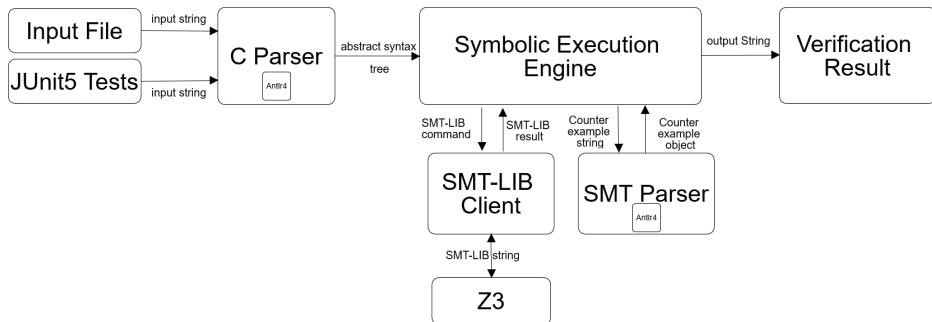 Input File
input string
JUnit5 Tests
input string
C Parser
Antlr4
abstract syntax
tree
Symbolic Execution
Engine
output String
Verification
Result
SMT-LIB
command
SMT-LIB
result
Counter
example
string
Counter
example
object
SMT-LIB
Client
SMT Parser
Antlr4
SMT-LIB string
Z3